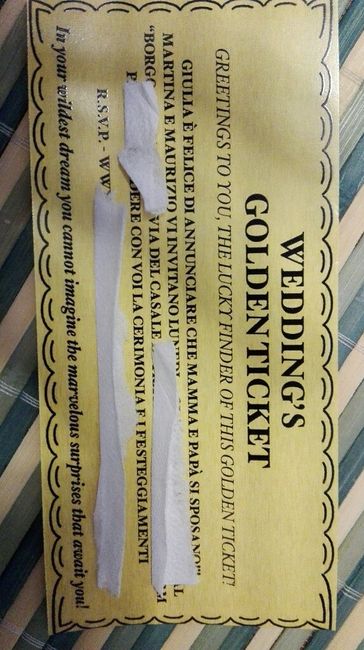 WEDDING'S
GOLDEN TICKET
GREETINGS TO YOU, THE LUCKY FINDER OF THIS GOLDEN TICKET!
GIULIA È FELICE DI ANNUNCIARE CHE MAMMA E PAPÀ SI SPOSANO!
MARTINA E MAURIZIO VI INVITANO
"BORGO VIA DEL CASALE
CON VOI LA CERIMONIA E I FESTEGGIAMENTI
R.S.V.P. - WW
In your wildest dream you cannot imagine the marvelous surprises that await you!